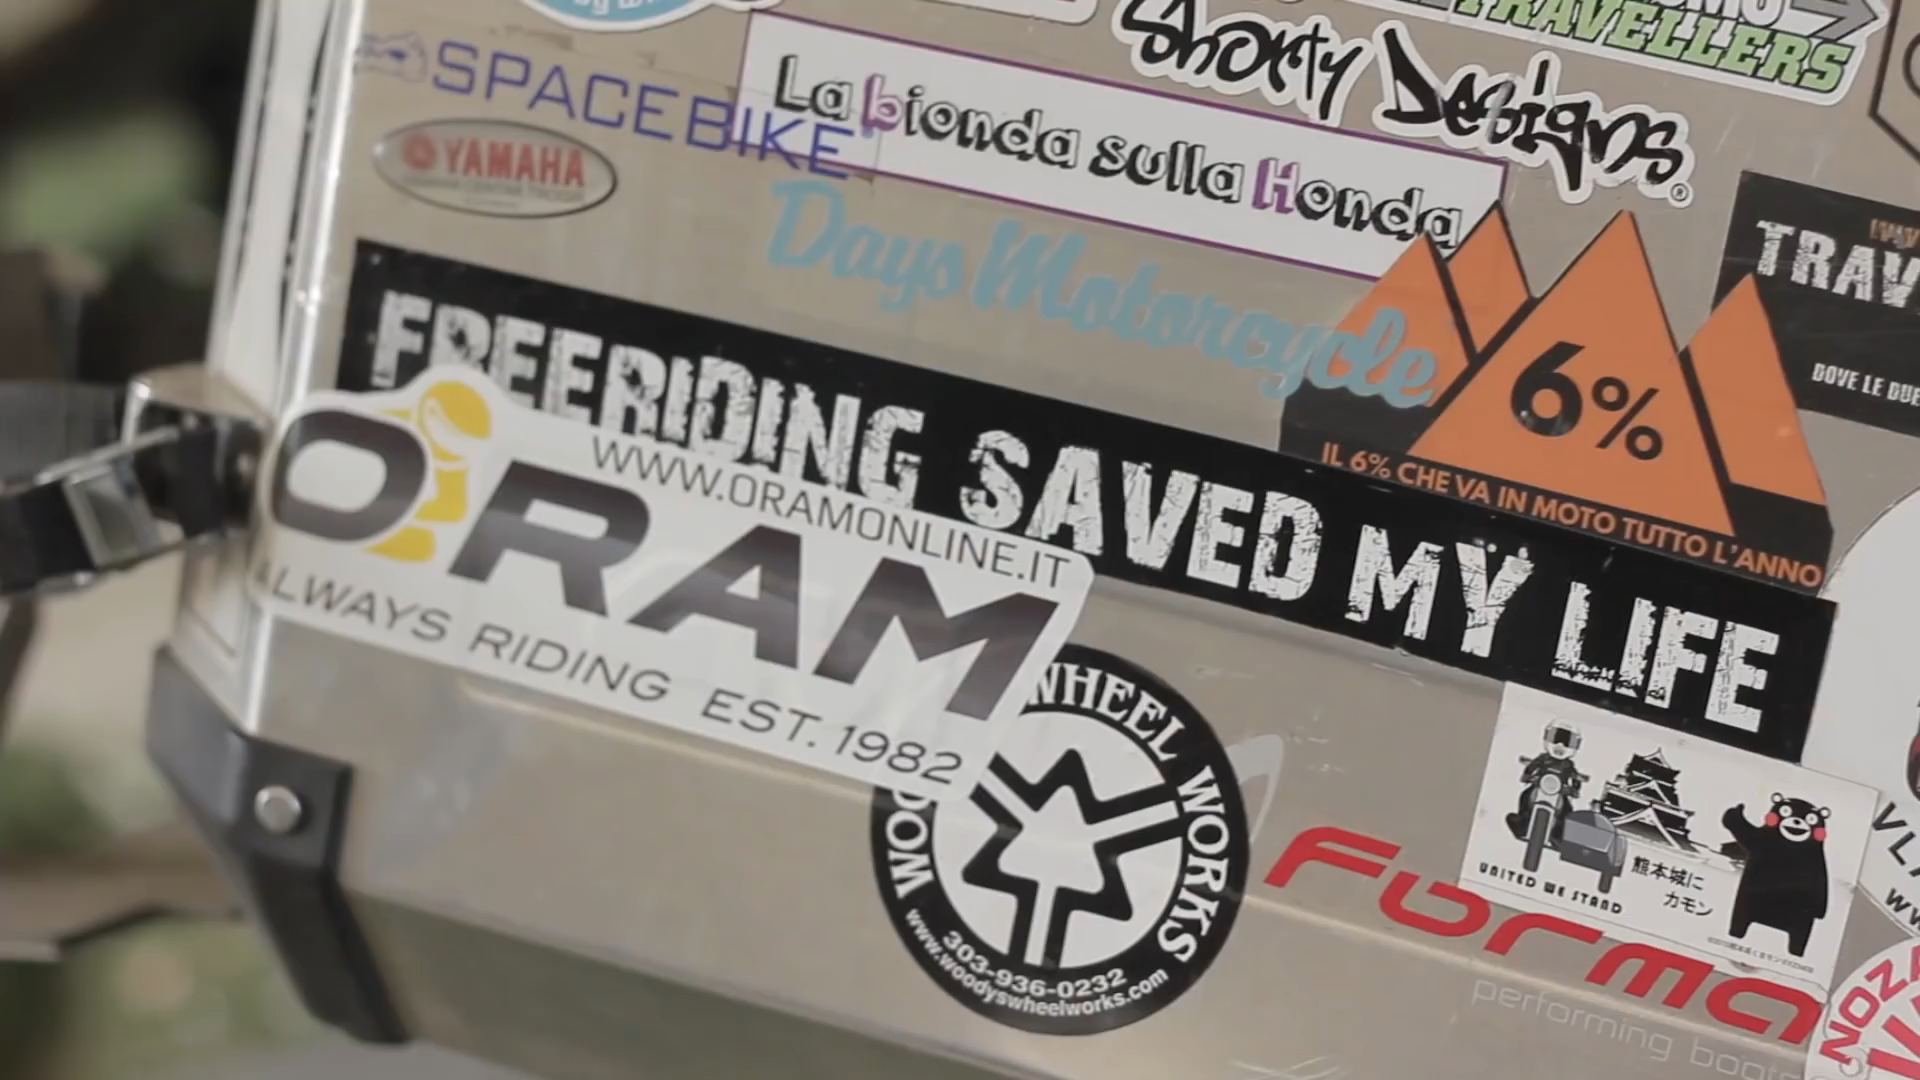 TRAVELLERS
Shorty Designs®
SPACEBIKE
La bionda sulla Honda
YAMAHA
Days Motorcycle
DOVE LE DUE
6%
IL 6% CHE VA IN MOTO TUTTO L'ANNO
FREERIDING SAVED MY LIFE
WWW.ORAMONLINE.IT
ORAM
ALWAYS RIDING EST. 1982
WHEEL WORKS
303-936-0232
www.woodyswheelworks.com
UNITED WE STAND
熊本城に
カモン
Forma
performing boots